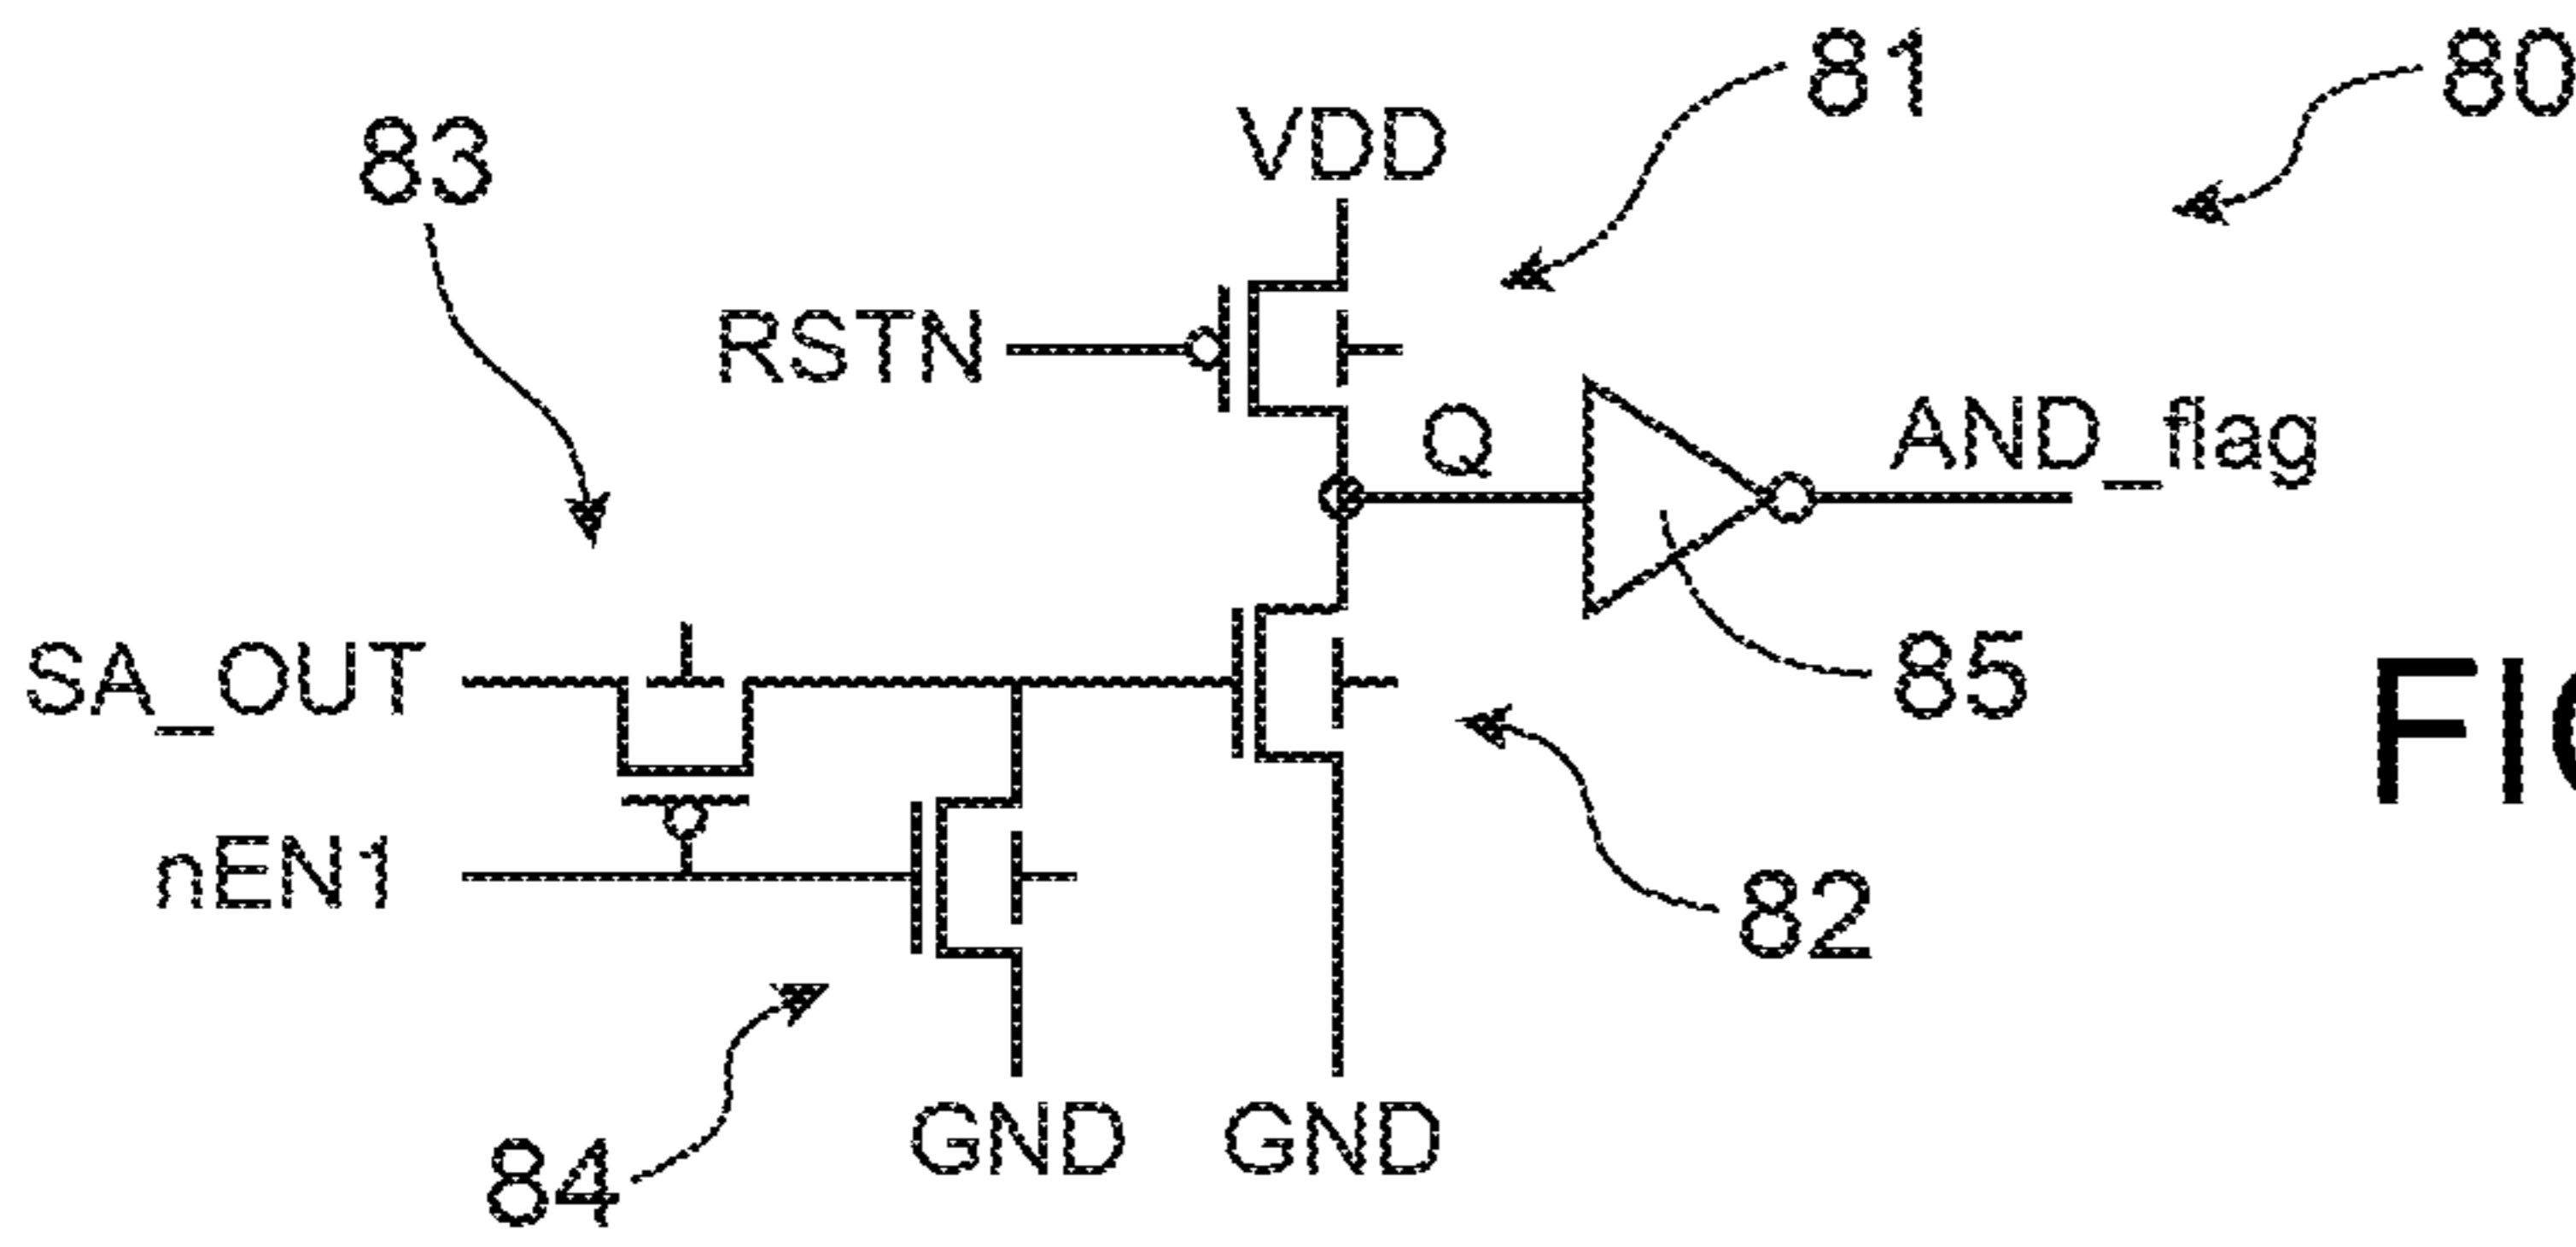 81
80
83
VDD
RSTN
Q
AND_flag
SA_OUT
85
nEN1
82
84
GND
GND